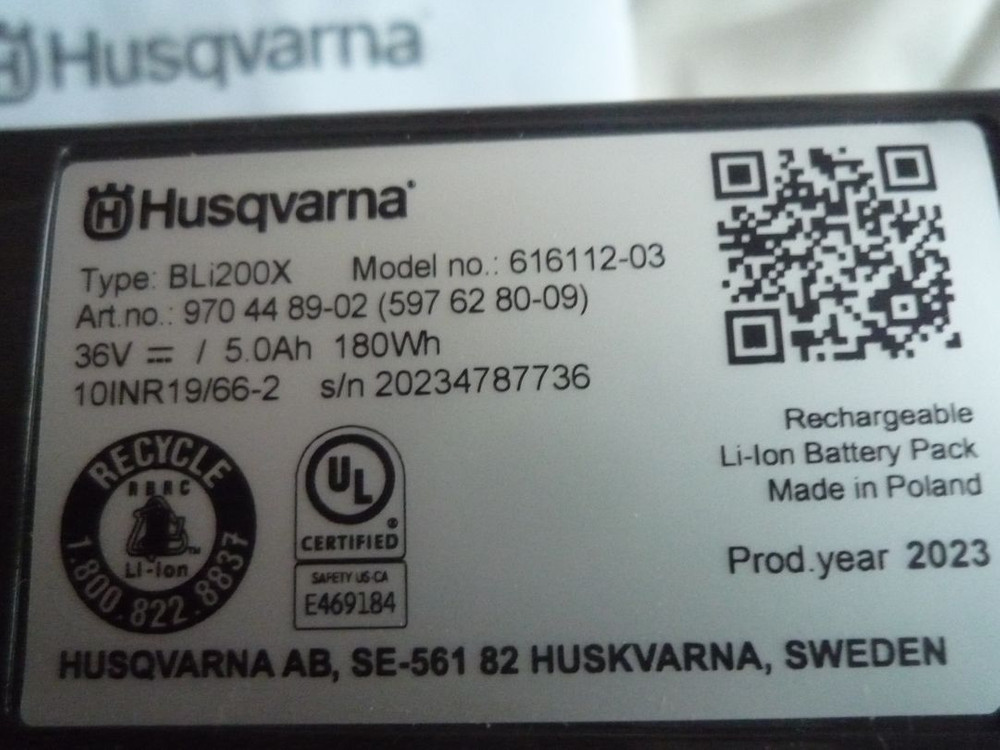 Husqvarna
Husqvarna
Type: BLi200X Model no.: 616112-03
Art.no.: 970 44 89-02 (597 62 80-09)
36V ⎓ / 5.0Ah 180Wh
10INR19/66-2 s/n 20234787736
RECYCLE
RBRC
Li-Ion
1.800.822.8837
UL
®
CERTIFIED
SAFETY US-CA
E469184
Rechargeable
Li-Ion Battery Pack
Made in Poland
Prod.year 2023
HUSQVARNA AB, SE-561 82 HUSKVARNA, SWEDEN